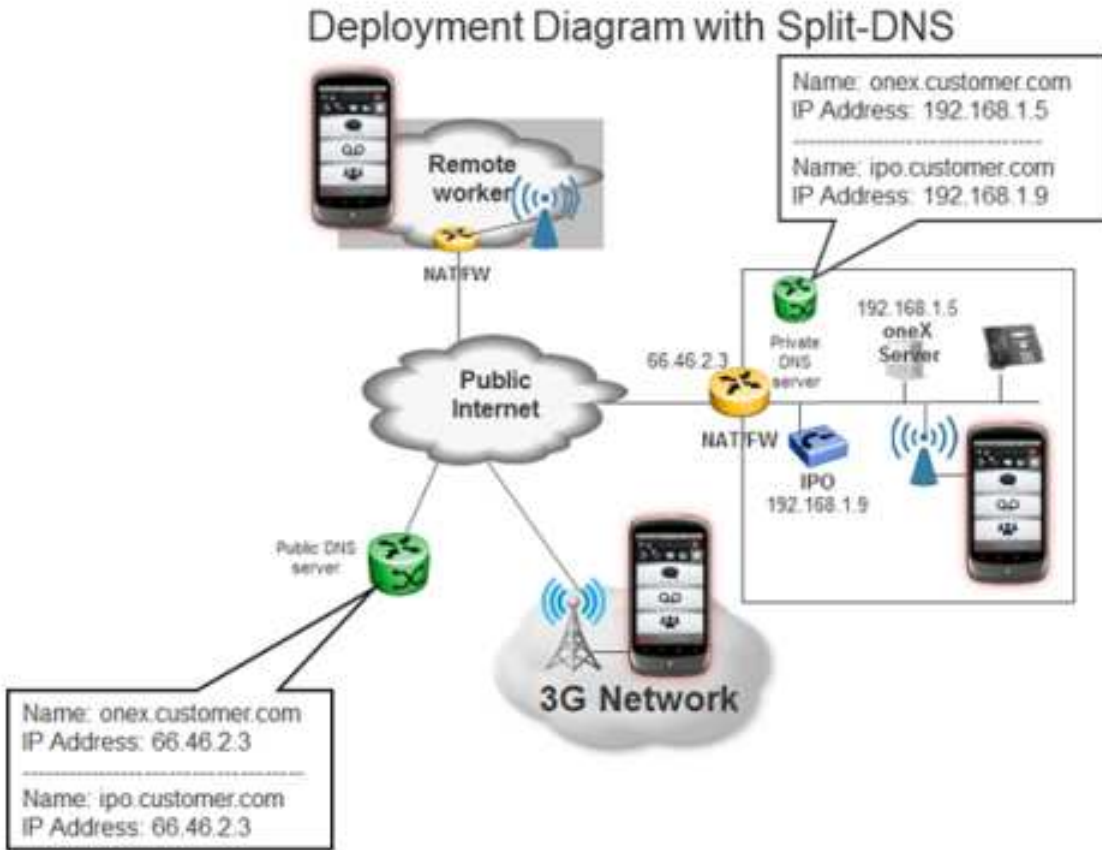 Deployment Diagram with Split-DNS
Name: onex.customer.com
IP Address: 192.168.1.5
Name: ipo.customer.com
IP Address: 192.168.1.9
Remote
worker
NAT/FW
192.168.1.5
oneX
Server
Private
DNS
server
66.46.2.3
Public
Internet
NAT/FW
IPO
192.168.1.9
Public DNS
server
3G Network
Name: onex.customer.com
IP Address: 66.46.2.3
Name: ipo.customer.com
IP Address: 66.46.2.3